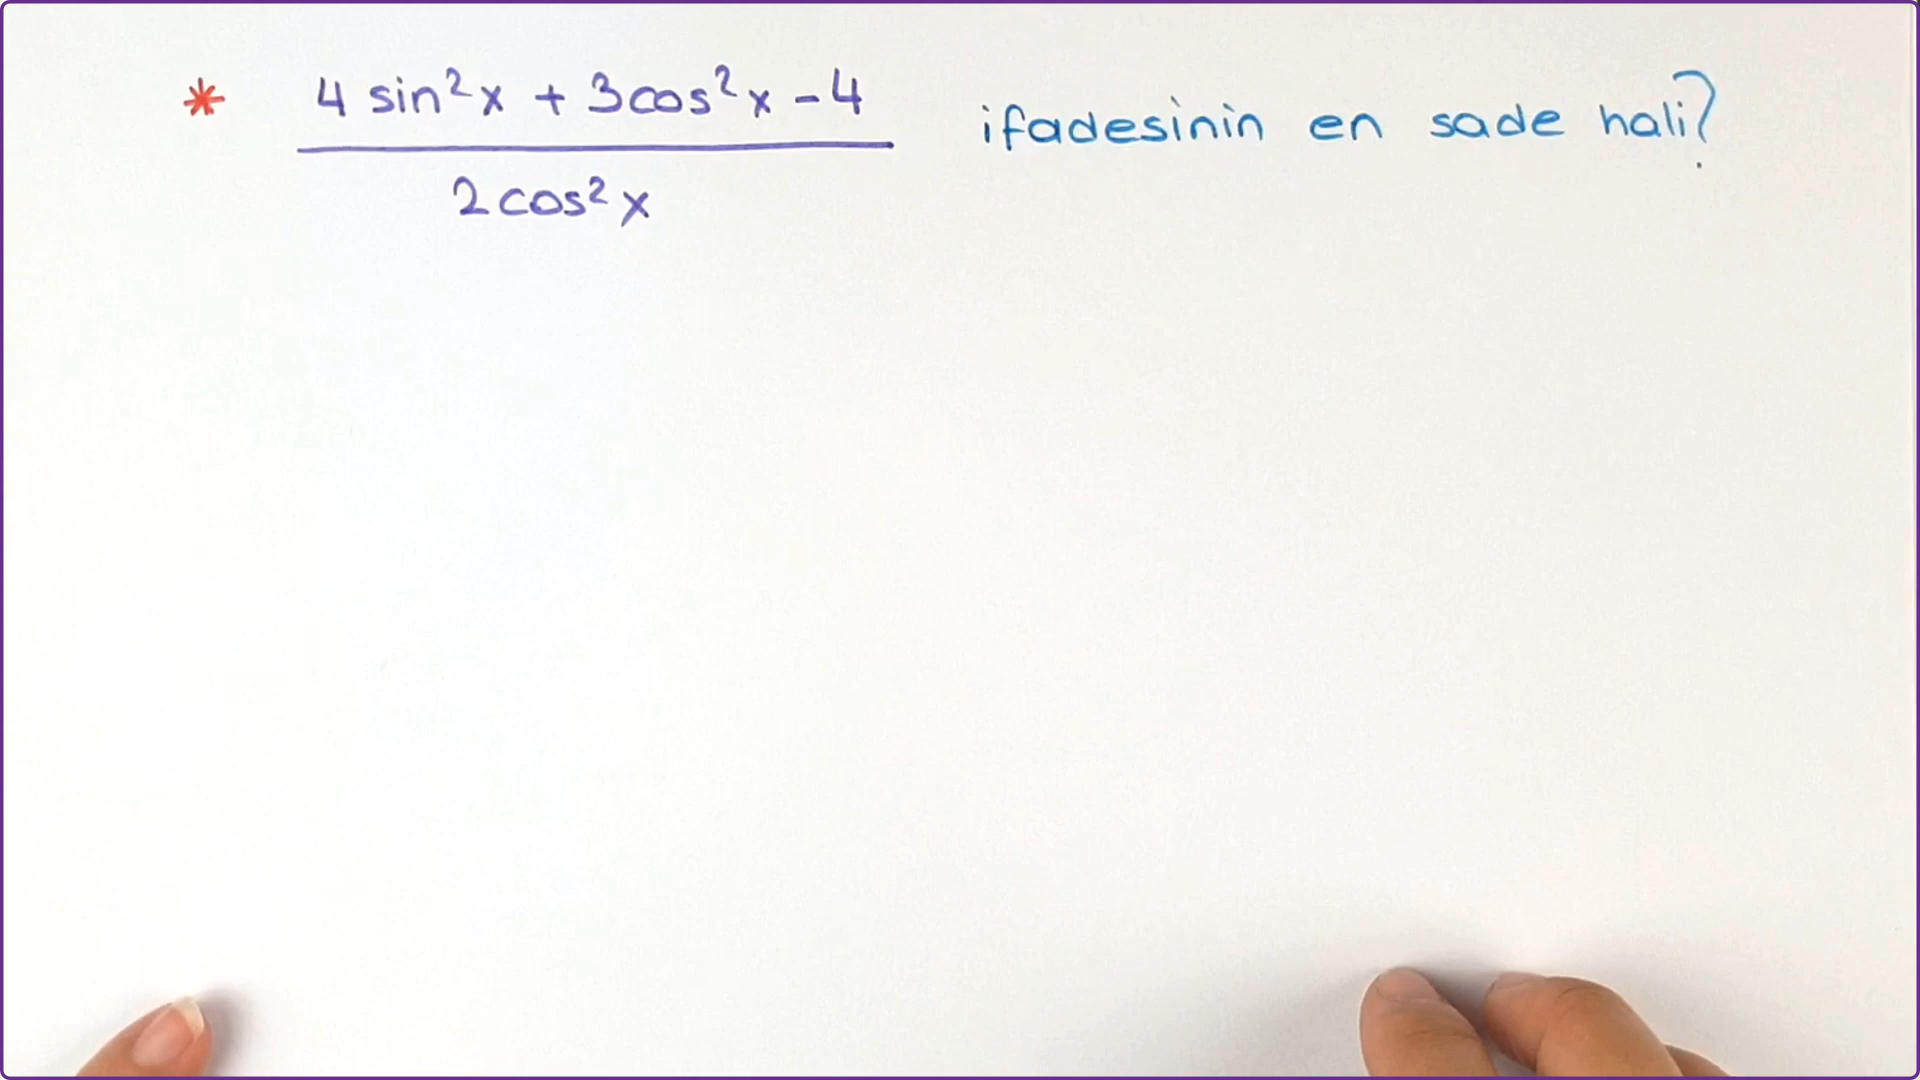 * 4 sin²x + 3cos²x - 4 ifadesinin en sade hali?
2cos²x